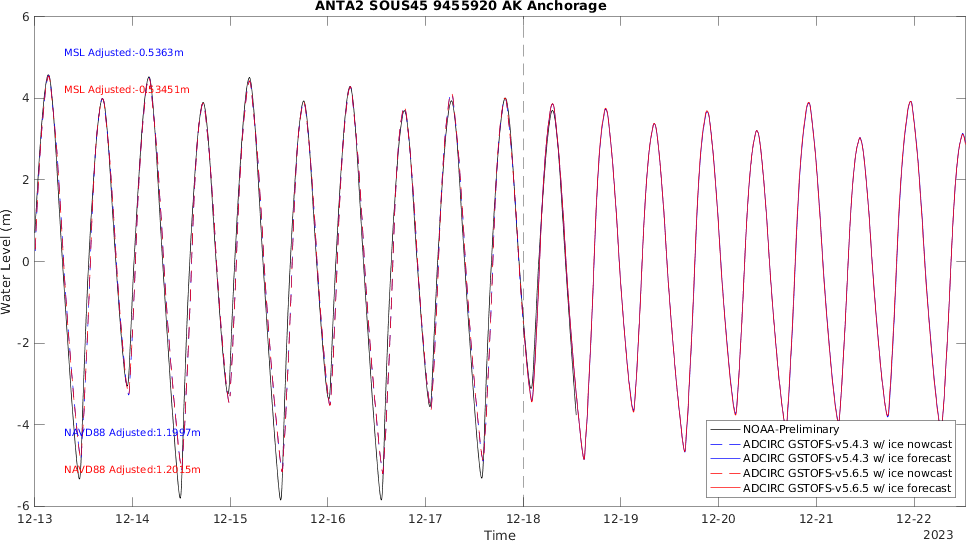 ANTA2 SOUS45 9455920 AK Anchorage
6
MSL Adjusted:-0.5363m
MSL Adjusted:-0.53451m
4
2
Water Level (m)
0
-2
-4
NAVD88 Adjusted:1.1997m
NAVD88 Adjusted:1.2015m
-6
NOAA-Preliminary
ADCIRC GSTOFS-v5.4.3 w/ ice nowcast
ADCIRC GSTOFS-v5.4.3 w/ ice forecast
ADCIRC GSTOFS-v5.6.5 w/ ice nowcast
ADCIRC GSTOFS-v5.6.5 w/ ice forecast
12-13 12-14 12-15 12-16 12-17 12-18 12-19 12-20 12-21 12-22
Time 2023